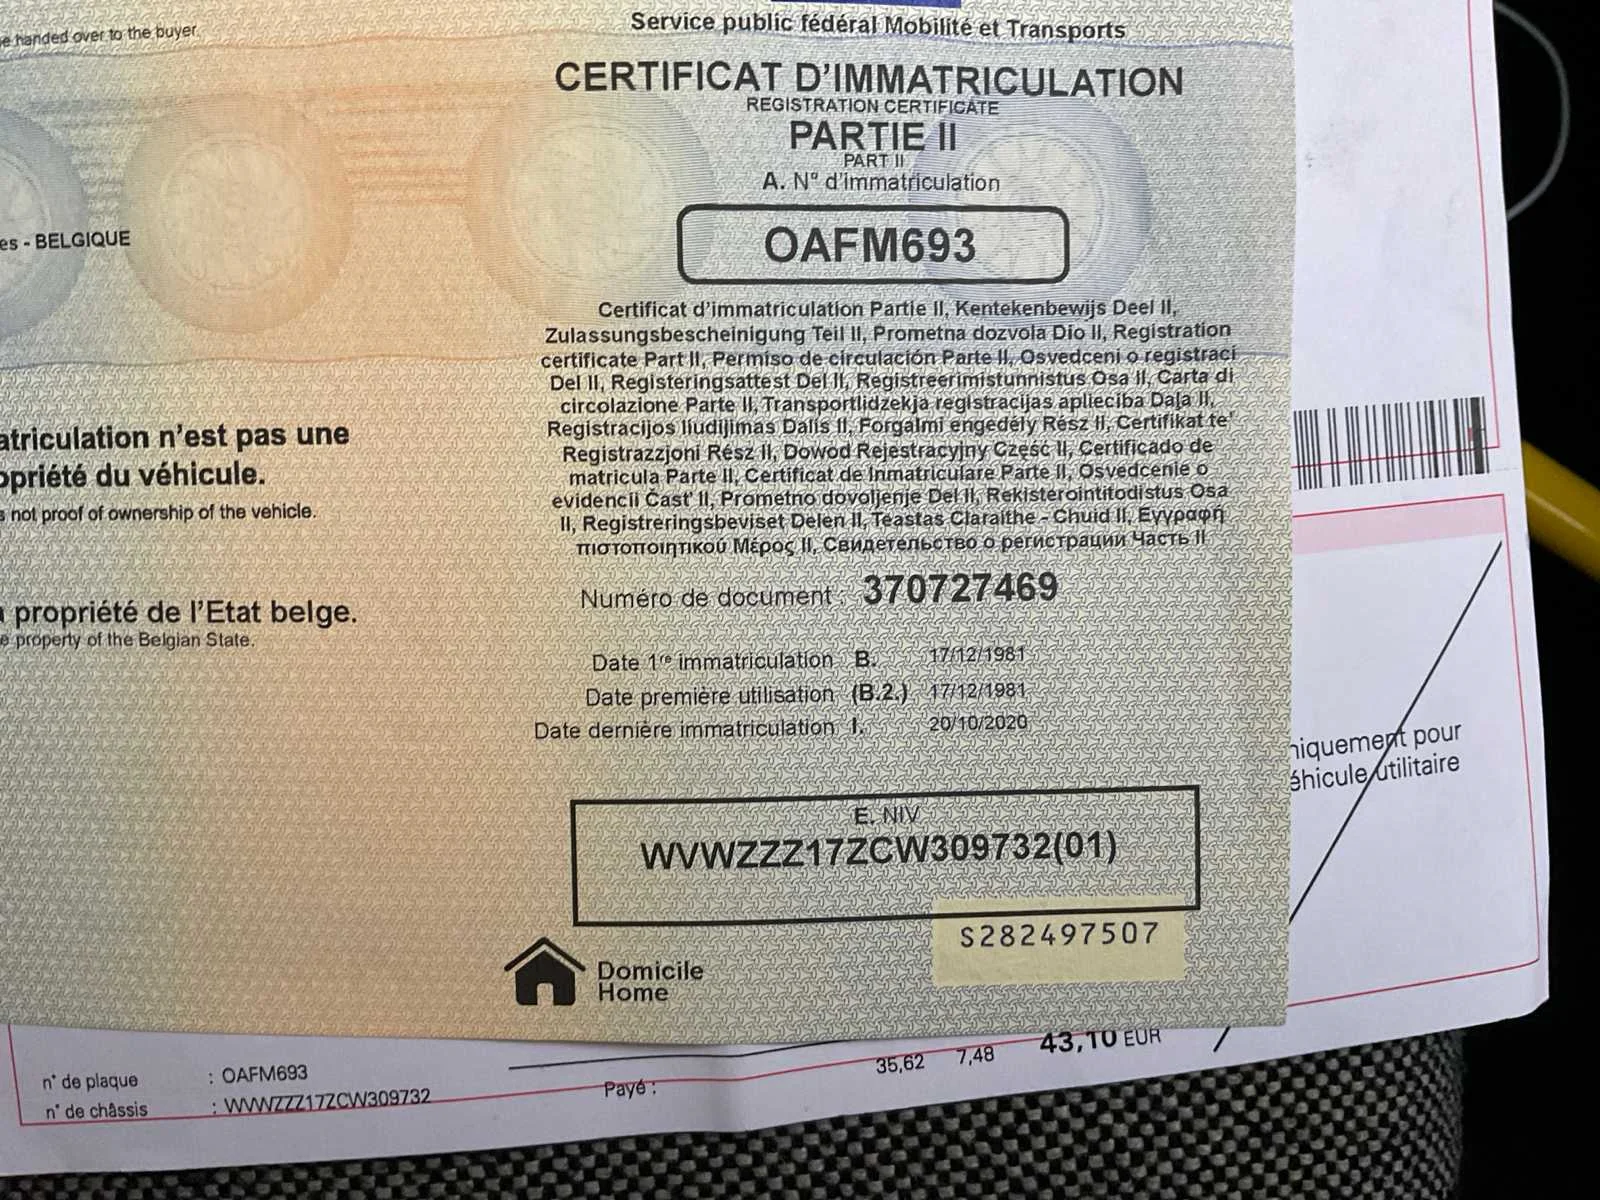 e handed over to the buyer.
Service public fédéral Mobilité et Transports
CERTIFICAT D'IMMATRICULATION
REGISTRATION CERTIFICATE
PARTIE II
PART II
A. N° d'immatriculation
OAFM693
es - BELGIQUE
Certificat d'immatriculation Partie II, Kentekenbewijs Deel II,
Zulassungsbescheinigung Teil II, Prometna dozvola Dio II, Registration
certificate Part II, Permiso de circulación Parte II, Osvedceni o registraci
Del II, Registeringsattest Del II, Registreerimistunnistus Osa II, Carta di
circolazione Parte II, Transportlidzekja registracijas aplieciba Daļa II,
Registracijos liudijimas Dalis II, Forgalmi engedély Rész II, Certifikat te'
Registrazzjoni Rész II, Dowod Rejestracyjny Część II, Certificado de
matricula Parte II, Certificat de Inmatriculare Parte II, Osvedcenie o
evidencii Časť II, Prometno dovoljenje Del II, Rekisterointitodistus Osa
II, Registreringsbeviset Delen II, Teastas Claraithe - Chuid II, Εγγραφή
πιστοποιητικού Μέρος II, Свидетельство о регистрации Часть II
atriculation n'est pas une
opriété du véhicule.
s not proof of ownership of the vehicle.
a propriété de l'Etat belge.
e property of the Belgian State.
Numéro de document : 370727469
Date 1re immatriculation B. 17/12/1981
Date première utilisation (B.2.) 17/12/1981
Date dernière immatriculation I. 20/10/2020
niquement pour
éhicule utilitaire
E. NIV
WVWZZZ17ZCW309732(01)
S282497507
Domicile
Home
35,62 7,48 43,10 EUR
n° de plaque : OAFM693
n° de châssis : WVWZZZ17ZCW309732
Payé :